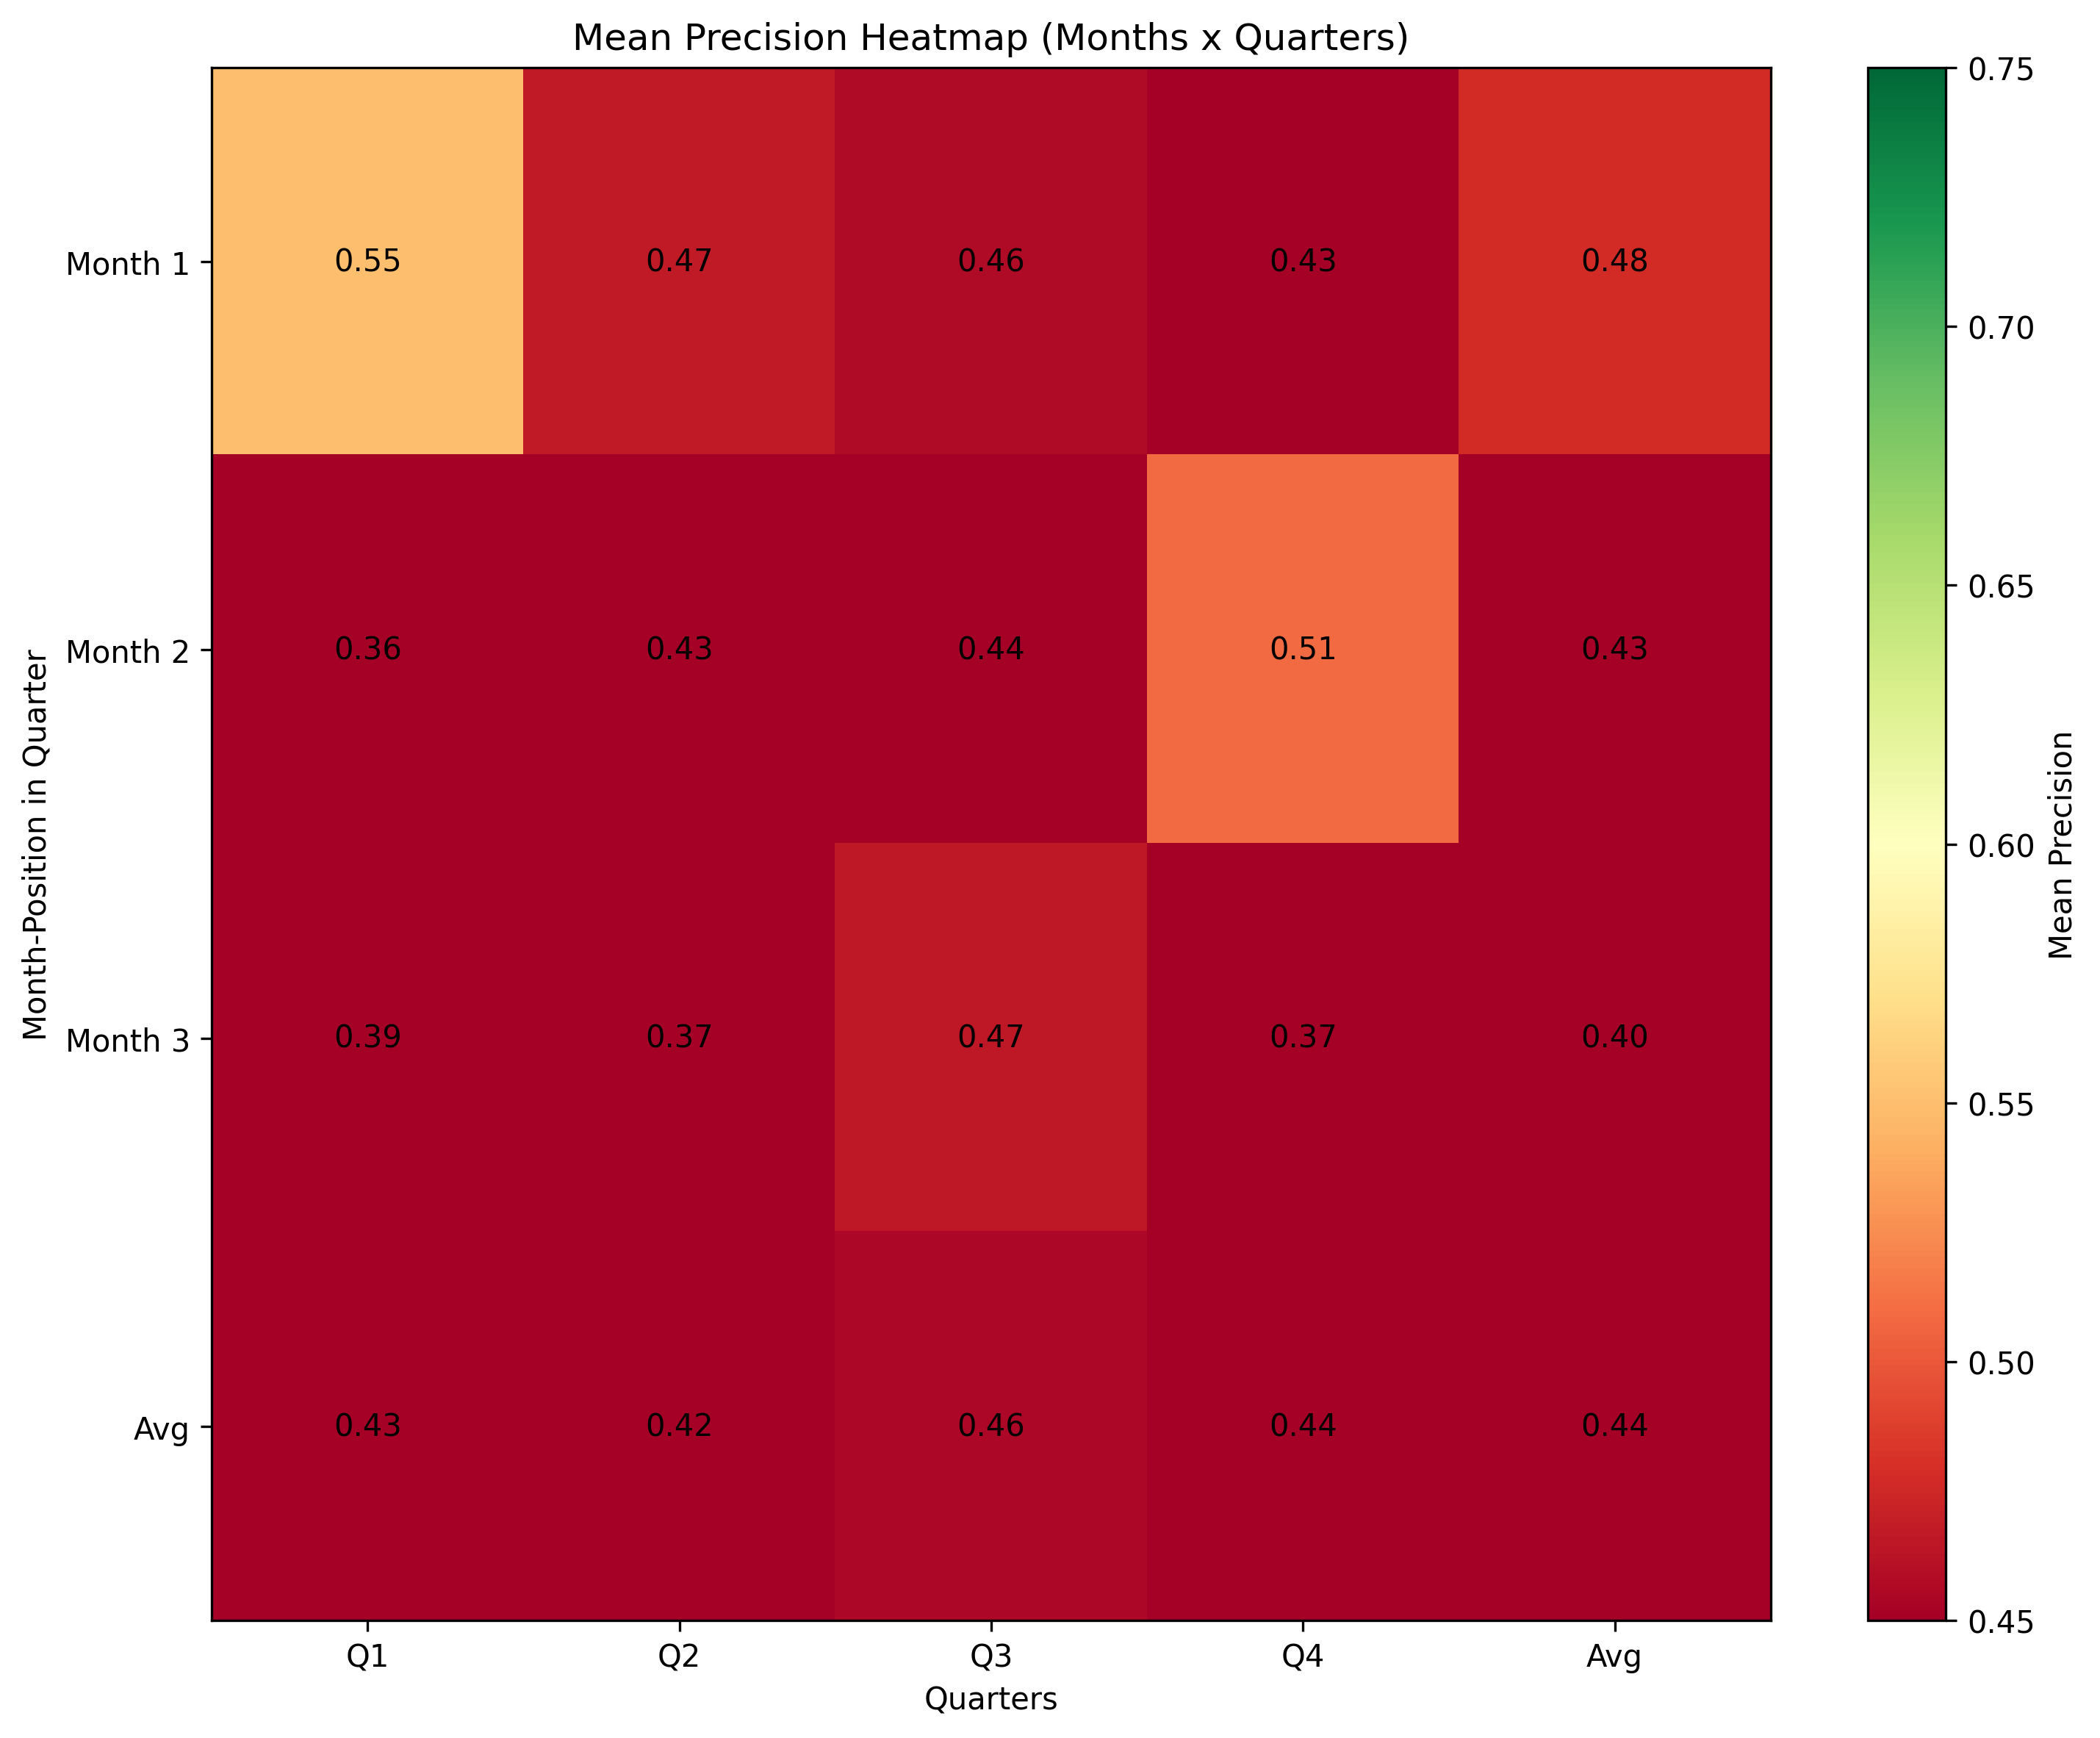 Mean Precision Heatmap (Months x Quarters)
Month-Position in Quarter
Month 1 0.55 0.47 0.46 0.43 0.48
Month 2 0.36 0.43 0.44 0.51 0.43
Month 3 0.39 0.37 0.47 0.37 0.40
Avg 0.43 0.42 0.46 0.44 0.44
Q1 Q2 Q3 Q4 Avg
Quarters
0.75
0.70
0.65
0.60
0.55
0.50
0.45
Mean Precision